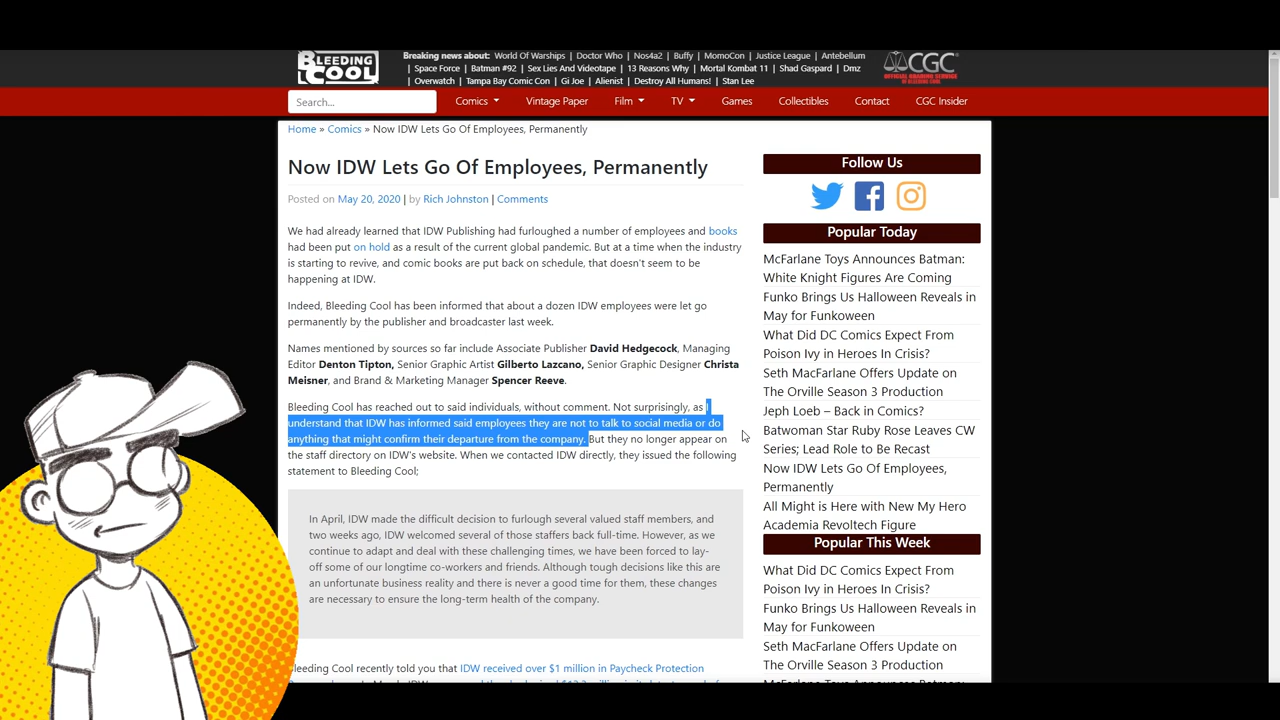 BLEEDING COOL
Breaking news about: World Of Warships | Doctor Who | Nos4a2 | Buffy | MomoCon | Justice League | Antebellum
| Space Force | Batman #92 | Sex Lies And Videotape | 13 Reasons Why | Mortal Kombat 11 | Shad Gaspard | Dmz
| Overwatch | Tampa Bay Comic Con | Gi Joe | Alienist | Destroy All Humans! | Stan Lee
CGC
OFFICIAL GRADING SERVICE
OF BLEEDING COOL
Search...
Comics
Vintage Paper
Film
TV
Games
Collectibles
Contact
CGC Insider
Home » Comics » Now IDW Lets Go Of Employees, Permanently
Now IDW Lets Go Of Employees, Permanently
Posted on May 20, 2020 | by Rich Johnston | Comments
We had already learned that IDW Publishing had furloughed a number of employees and books
had been put on hold as a result of the current global pandemic. But at a time when the industry
is starting to revive, and comic books are put back on schedule, that doesn't seem to be
happening at IDW.
Indeed, Bleeding Cool has been informed that about a dozen IDW employees were let go
permanently by the publisher and broadcaster last week.
Names mentioned by sources so far include Associate Publisher David Hedgecock, Managing
Editor Denton Tipton, Senior Graphic Artist Gilberto Lazcano, Senior Graphic Designer Christa
Meisner, and Brand & Marketing Manager Spencer Reeve.
Bleeding Cool has reached out to said individuals, without comment. Not surprisingly, as I
understand that IDW has informed said employees they are not to talk to social media or do
anything that might confirm their departure from the company. But they no longer appear on
the staff directory on IDW's website. When we contacted IDW directly, they issued the following
statement to Bleeding Cool;
In April, IDW made the difficult decision to furlough several valued staff members, and
two weeks ago, IDW welcomed several of those staffers back full-time. However, as we
continue to adapt and deal with these challenging times, we have been forced to lay-
off some of our longtime co-workers and friends. Although tough decisions like this are
an unfortunate business reality and there is never a good time for them, these changes
are necessary to ensure the long-term health of the company.
Bleeding Cool recently told you that IDW received over $1 million in Paycheck Protection
Follow Us
Popular Today
McFarlane Toys Announces Batman:
White Knight Figures Are Coming
Funko Brings Us Halloween Reveals in
May for Funkoween
What Did DC Comics Expect From
Poison Ivy in Heroes In Crisis?
Seth MacFarlane Offers Update on
The Orville Season 3 Production
Jeph Loeb – Back in Comics?
Batwoman Star Ruby Rose Leaves CW
Series; Lead Role to Be Recast
Now IDW Lets Go Of Employees,
Permanently
All Might is Here with New My Hero
Academia Revoltech Figure
Popular This Week
What Did DC Comics Expect From
Poison Ivy in Heroes In Crisis?
Funko Brings Us Halloween Reveals in
May for Funkoween
Seth MacFarlane Offers Update on
The Orville Season 3 Production
McFarlane Toys Announces Batman: